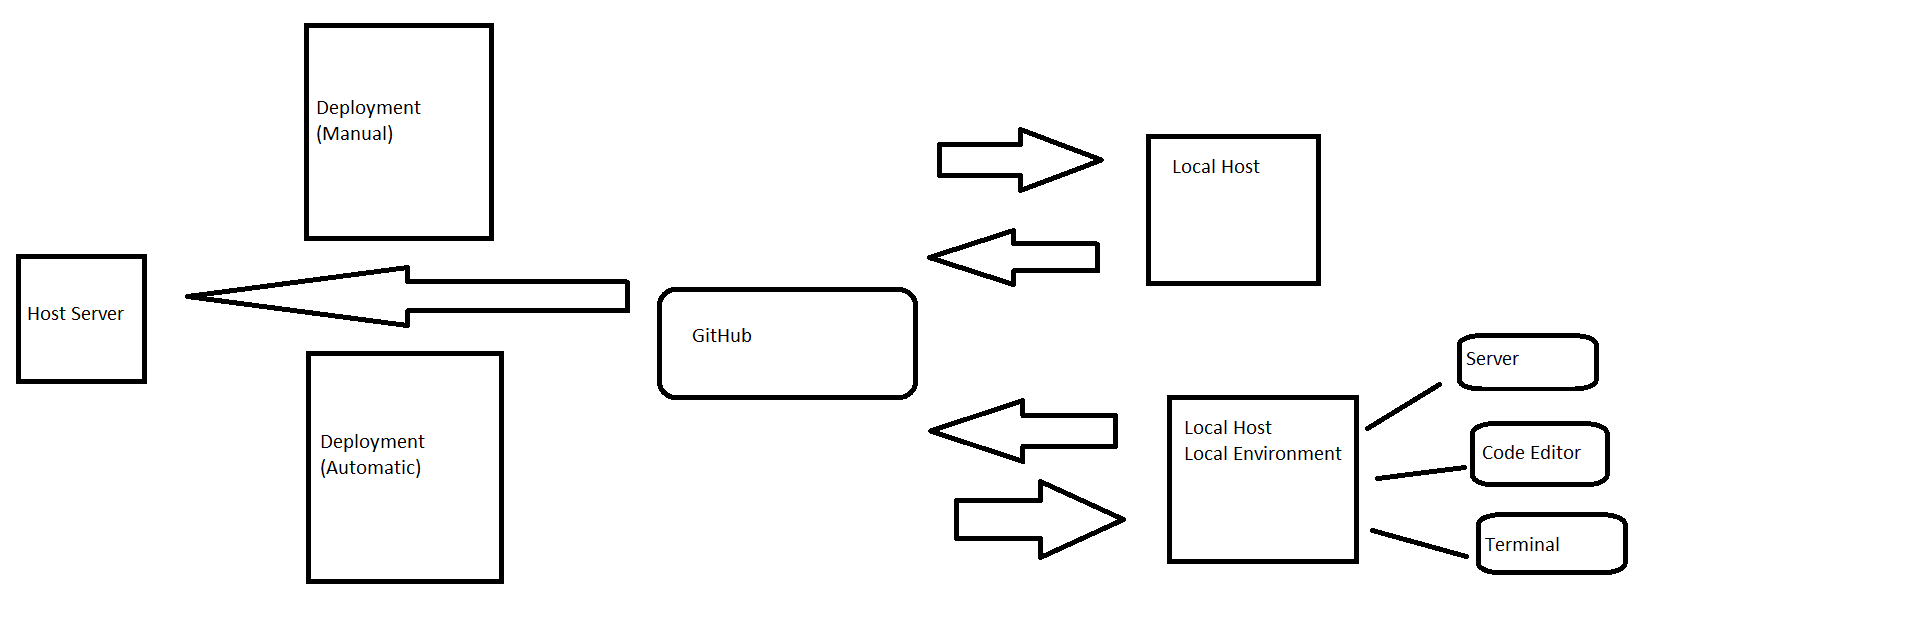 Deployment
(Manual)
Local Host
Host Server
GitHub
Server
Deployment
(Automatic)
Local Host
Local Environment
Code Editor
Terminal